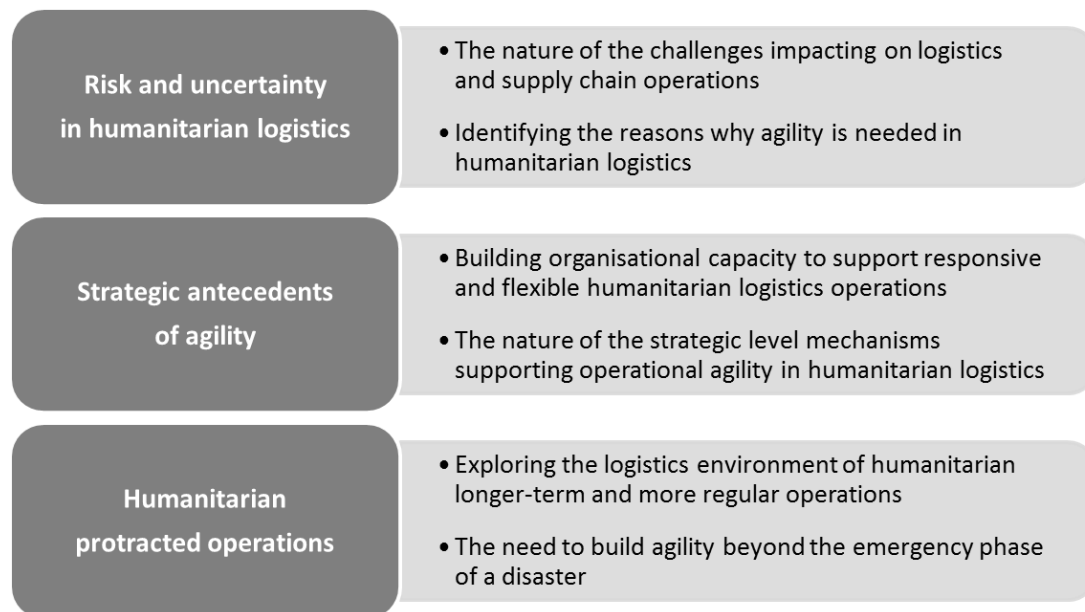 Risk and uncertainty
in humanitarian logistics
• The nature of the challenges impacting on logistics
and supply chain operations
• Identifying the reasons why agility is needed in
humanitarian logistics
Strategic antecedents
of agility
• Building organisational capacity to support responsive
and flexible humanitarian logistics operations
• The nature of the strategic level mechanisms
supporting operational agility in humanitarian logistics
Humanitarian
protracted operations
• Exploring the logistics environment of humanitarian
longer-term and more regular operations
• The need to build agility beyond the emergency phase
of a disaster